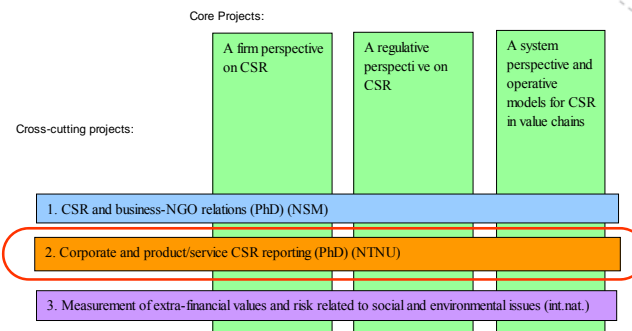 Core Projects:
A firm perspective
on CSR
A regulative
perspecti ve on
CSR
A system
perspective and
operative
models for CSR
in value chains
Cross-cutting projects:
1. CSR and business-NGO relations (PhD) (NSM)
2. Corporate and product/service CSR reporting (PhD) (NTNU)
3. Measurement of extra-financial values and risk related to social and environmental issues (int.nat.)